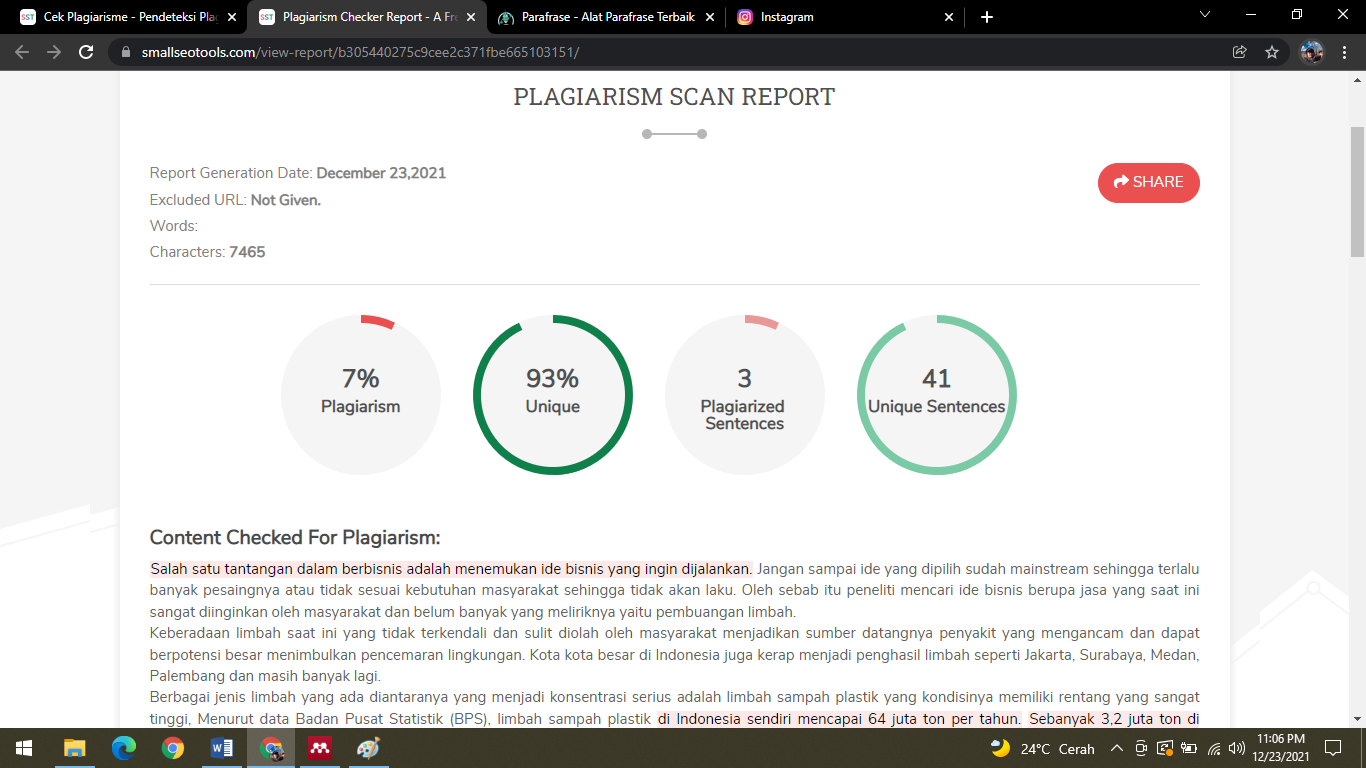 Cek Plagiarisme - Pendeteksi Pla
Plagiarism Checker Report - A Fre
Parafrase - Alat Parafrase Terbaik
Instagram
smallseotools.com/view-report/b305440275c9cee2c371fbe665103151/
PLAGIARISM SCAN REPORT
Report Generation Date: December 23,2021
SHARE
Excluded URL: Not Given.
Words:
Characters: 7465
7%
Plagiarism
93%
Unique
3
Plagiarized
Sentences
41
Unique Sentences
Content Checked For Plagiarism:
Salah satu tantangan dalam berbisnis adalah menemukan ide bisnis yang ingin dijalankan. Jangan sampai ide yang dipilih sudah mainstream sehingga terlalu
banyak pesaingnya atau tidak sesuai kebutuhan masyarakat sehingga tidak akan laku. Oleh sebab itu peneliti mencari ide bisnis berupa jasa yang saat ini
sangat diinginkan oleh masyarakat dan belum banyak yang meliriknya yaitu pembuangan limbah.
Keberadaan limbah saat ini yang tidak terkendali dan sulit diolah oleh masyarakat menjadikan sumber datangnya penyakit yang mengancam dan dapat
berpotensi besar menimbulkan pencemaran lingkungan. Kota kota besar di Indonesia juga kerap menjadi penghasil limbah seperti Jakarta, Surabaya, Medan,
Palembang dan masih banyak lagi.
Berbagai jenis limbah yang ada diantaranya yang menjadi konsentrasi serius adalah limbah sampah plastik yang kondisinya memiliki rentang yang sangat
tinggi, Menurut data Badan Pusat Statistik (BPS), limbah sampah plastik di Indonesia sendiri mencapai 64 juta ton per tahun. Sebanyak 3,2 juta ton di
24°C Cerah
11:06 PM
12/23/2021